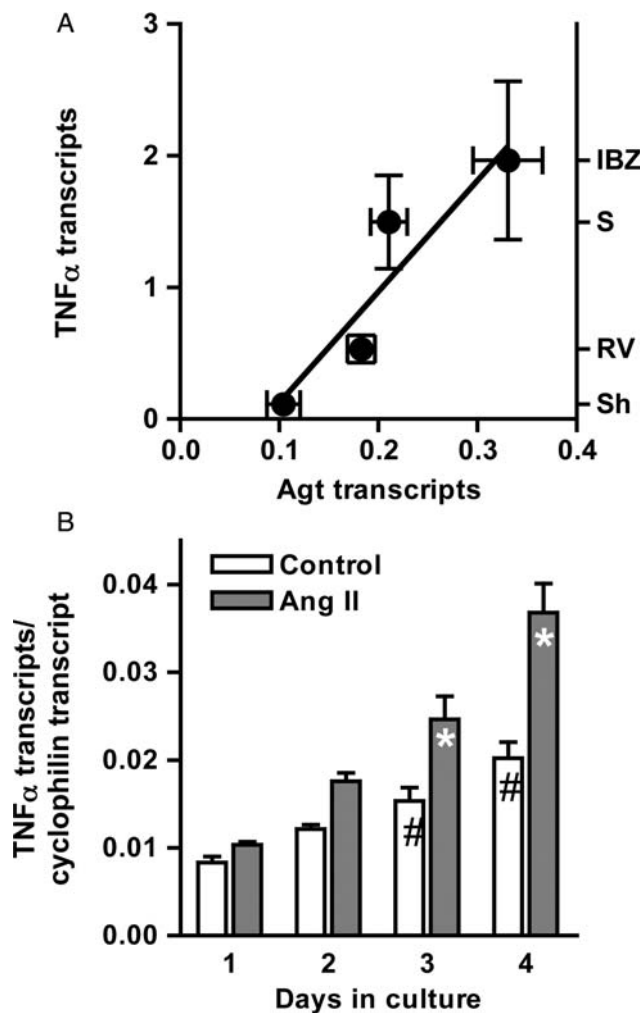 A
3
2
1
0
TNFα transcripts
IBZ
S
RV
Sh
0.0 0.1 0.2 0.3 0.4
Agt transcripts
B
Control
Ang II
0.04
0.03
0.02
0.01
0.00
TNFα transcripts/
cyclophilin transcript
* * # #
1 2 3 4
Days in culture